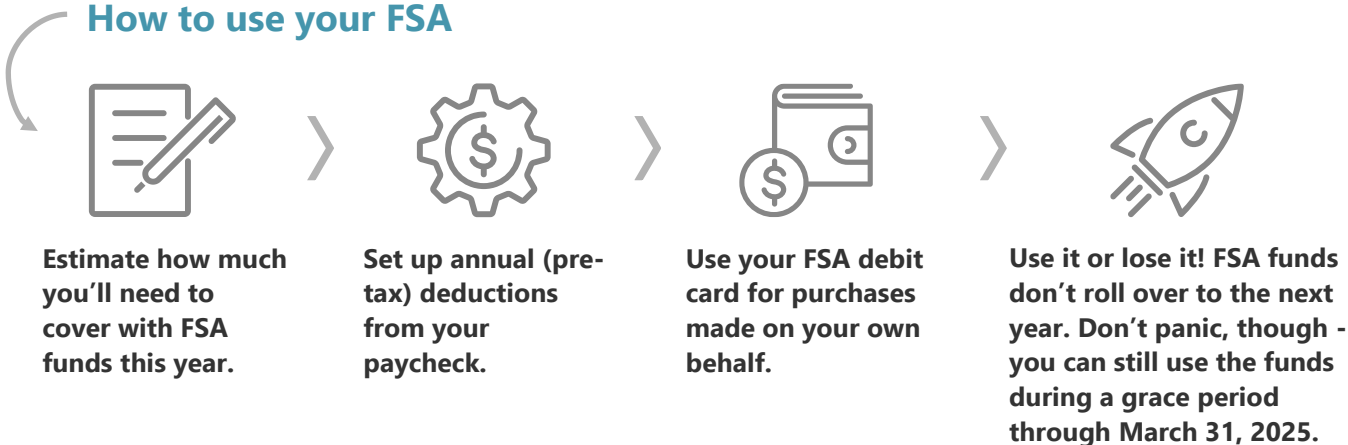 How to use your FSA
Estimate how much
you’ll need to
cover with FSA
funds this year.
Set up annual (pre-
tax) deductions
from your
paycheck.
Use your FSA debit
card for purchases
made on your own
behalf.
Use it or lose it! FSA funds
don’t roll over to the next
year. Don’t panic, though -
you can still use the funds
during a grace period
through March 31, 2025.